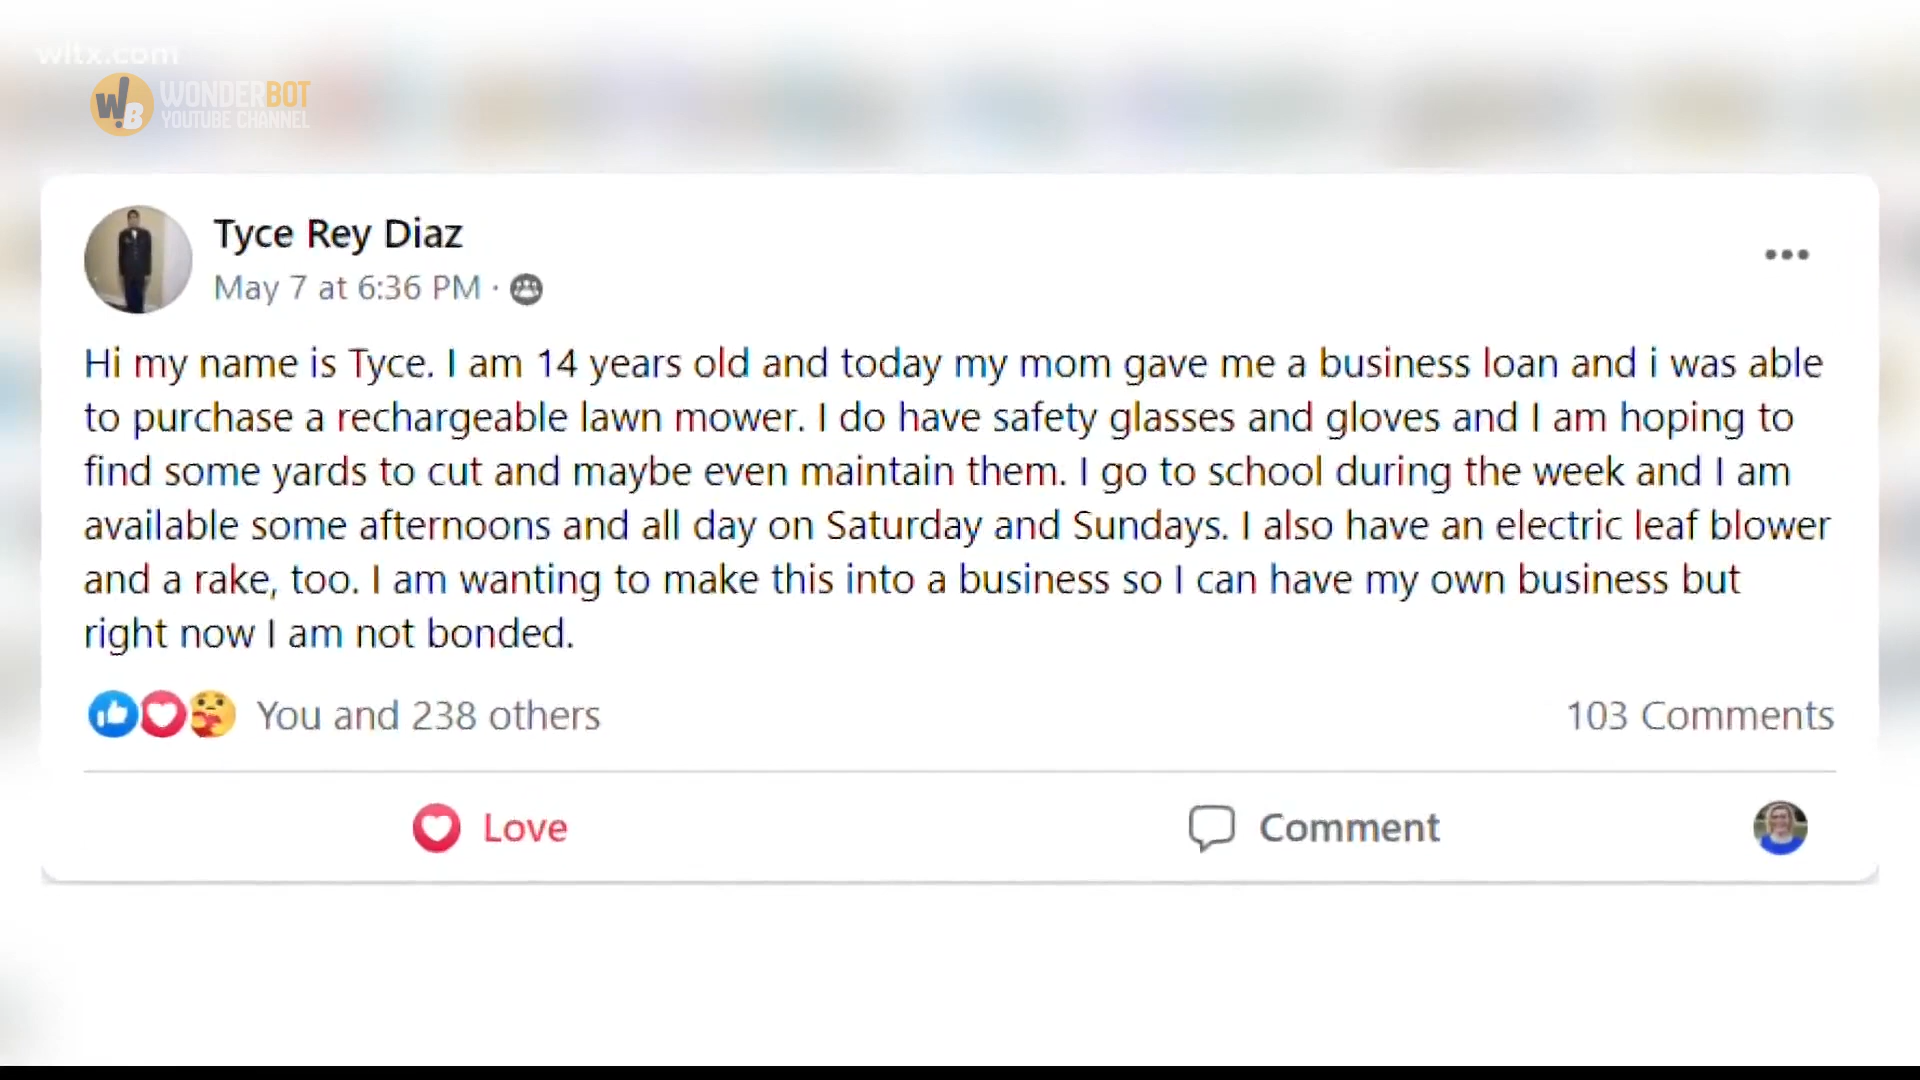 wltx.com
WONDERBOT
YOUTUBE CHANNEL
Tyce Rey Diaz
May 7 at 6:36 PM ·
Hi my name is Tyce. I am 14 years old and today my mom gave me a business loan and i was able
to purchase a rechargeable lawn mower. I do have safety glasses and gloves and I am hoping to
find some yards to cut and maybe even maintain them. I go to school during the week and I am
available some afternoons and all day on Saturday and Sundays. I also have an electric leaf blower
and a rake, too. I am wanting to make this into a business so I can have my own business but
right now I am not bonded.
You and 238 others
103 Comments
Love
Comment